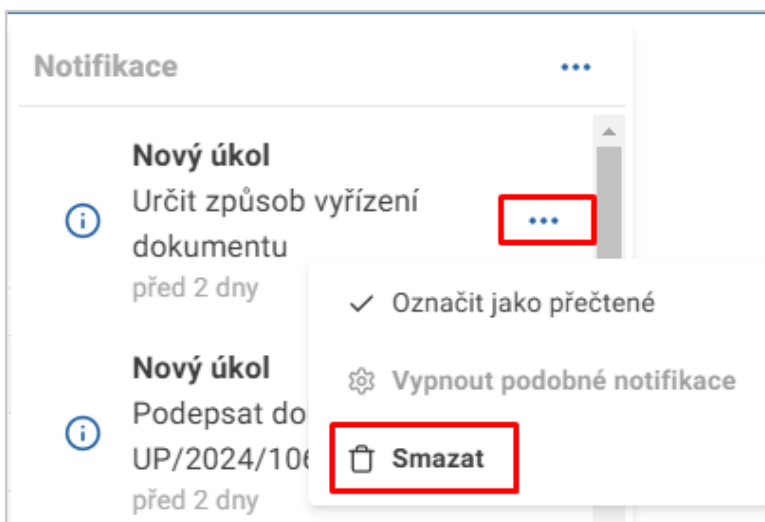 Notifikace
Nový úkol
Určit způsob vyřízení
dokumentu
před 2 dny
Označit jako přečtené
Vypnout podobné notifikace
Smazat
Nový úkol
Podepsat do
UP/2024/106
před 2 dny